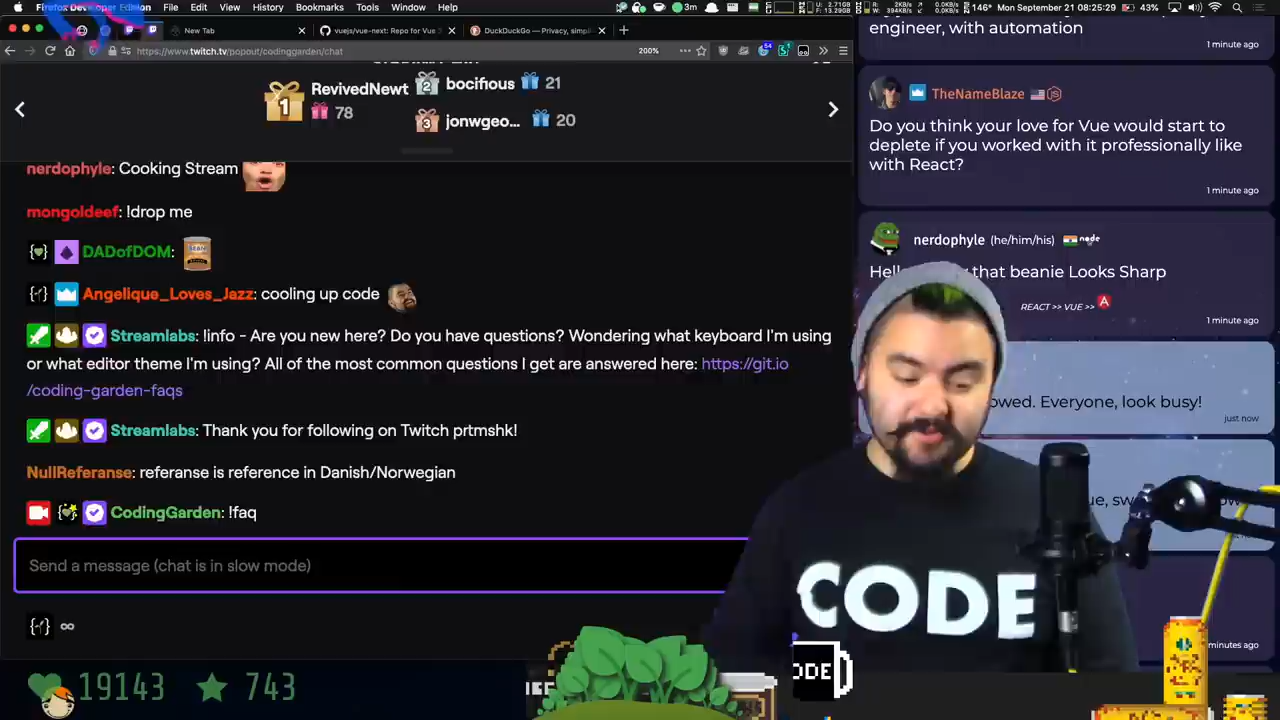 Firefox Developer Edition File Edit View History Bookmarks Tools Window Help
3m
146° Mon September 21 08:25:29 43%
New Tab
vuejs/vue-next: Repo for Vue 3
DuckDuckGo — Privacy, simpl
https://www.twitch.tv/popout/codinggarden/chat
200%
1 RevivedNewt 78
2 bocifious 21
3 jonwgeo... 20
nerdophyle: Cooking Stream
mongoldeef: !drop me
DADofDOM:
Angelique_Loves_Jazz: cooling up code
Streamlabs: !info - Are you new here? Do you have questions? Wondering what keyboard I'm using
or what editor theme I'm using? All of the most common questions I get are answered here: https://git.io
/coding-garden-faqs
Streamlabs: Thank you for following on Twitch prtmshk!
NullReferanse: referanse is reference in Danish/Norwegian
CodingGarden: !faq
Send a message (chat is in slow mode)
∞
19143 743
engineer, with automation
1 minute ago
TheNameBlaze
Do you think your love for Vue would start to
deplete if you worked with it professionally like
with React?
1 minute ago
nerdophyle (he/him/his) node
that beanie Looks Sharp
REACT >> VUE >>
1 minute ago
owed. Everyone, look busy!
just now
minutes ago
CODE